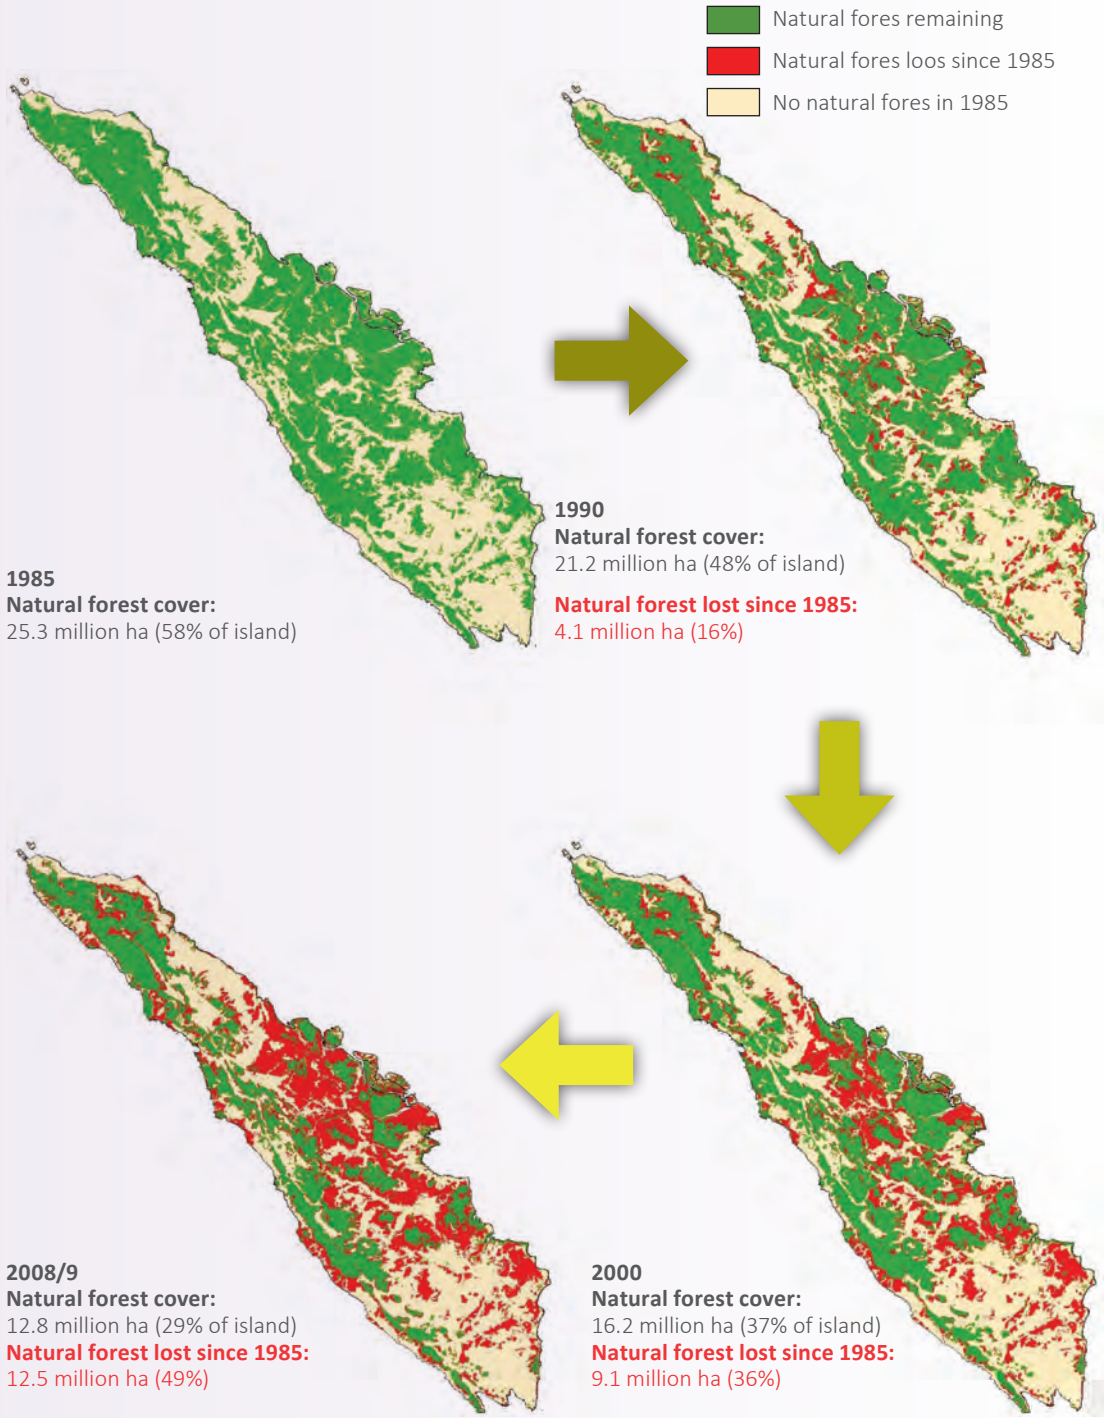 Natural fores remaining
Natural fores loos since 1985
No natural fores in 1985
1985
Natural forest cover:
25.3 million ha (58% of island)
1990
Natural forest cover:
21.2 million ha (48% of island)
Natural forest lost since 1985:
4.1 million ha (16%)
2008/9
Natural forest cover:
12.8 million ha (29% of island)
Natural forest lost since 1985:
12.5 million ha (49%)
2000
Natural forest cover:
16.2 million ha (37% of island)
Natural forest lost since 1985:
9.1 million ha (36%)